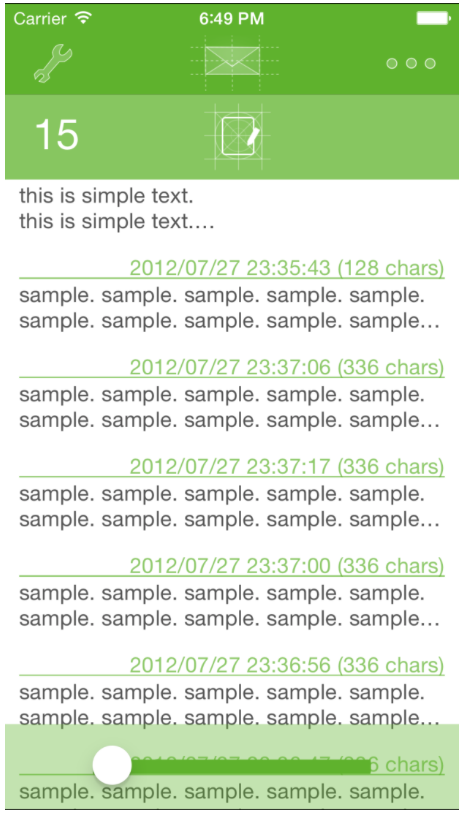 Carrier 6:49 PM
15
this is simple text.
this is simple text.…
2012/07/27 23:35:43 (128 chars)
sample. sample. sample. sample. sample.
sample. sample. sample. sample. sample…
2012/07/27 23:37:06 (336 chars)
sample. sample. sample. sample. sample.
sample. sample. sample. sample. sample…
2012/07/27 23:37:17 (336 chars)
sample. sample. sample. sample. sample.
sample. sample. sample. sample. sample…
2012/07/27 23:37:00 (336 chars)
sample. sample. sample. sample. sample.
sample. sample. sample. sample. sample…
2012/07/27 23:36:56 (336 chars)
sample. sample. sample. sample. sample.
sample. sample. sample. sample. sample…
chars)
sample. sample. sample. sample. sample.